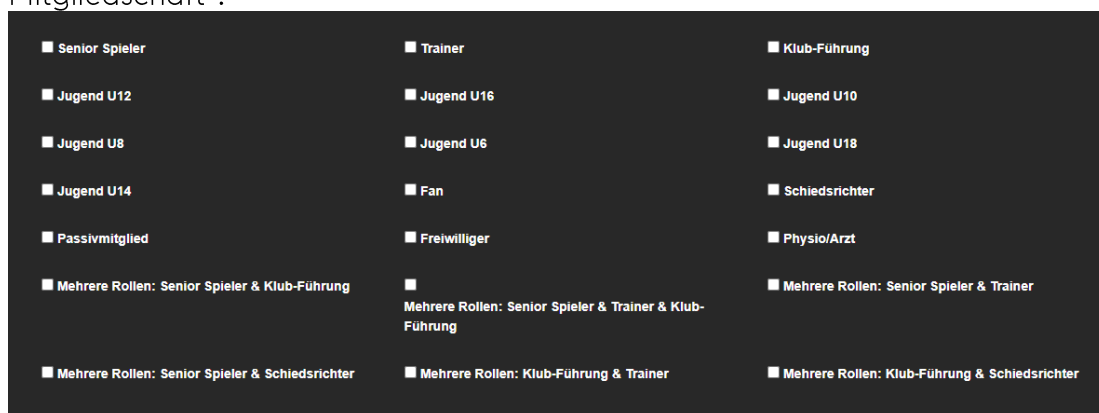 Mitgliedschaft":
Senior Spieler
Trainer
Klub-Führung
Jugend U12
Jugend U16
Jugend U10
Jugend U8
Jugend U6
Jugend U18
Jugend U14
Fan
Schiedsrichter
Passivmitglied
Freiwilliger
Physio/Arzt
Mehrere Rollen: Senior Spieler & Klub-Führung
Mehrere Rollen: Senior Spieler & Trainer & Klub-
Führung
Mehrere Rollen: Senior Spieler & Trainer
Mehrere Rollen: Senior Spieler & Schiedsrichter
Mehrere Rollen: Klub-Führung & Trainer
Mehrere Rollen: Klub-Führung & Schiedsrichter